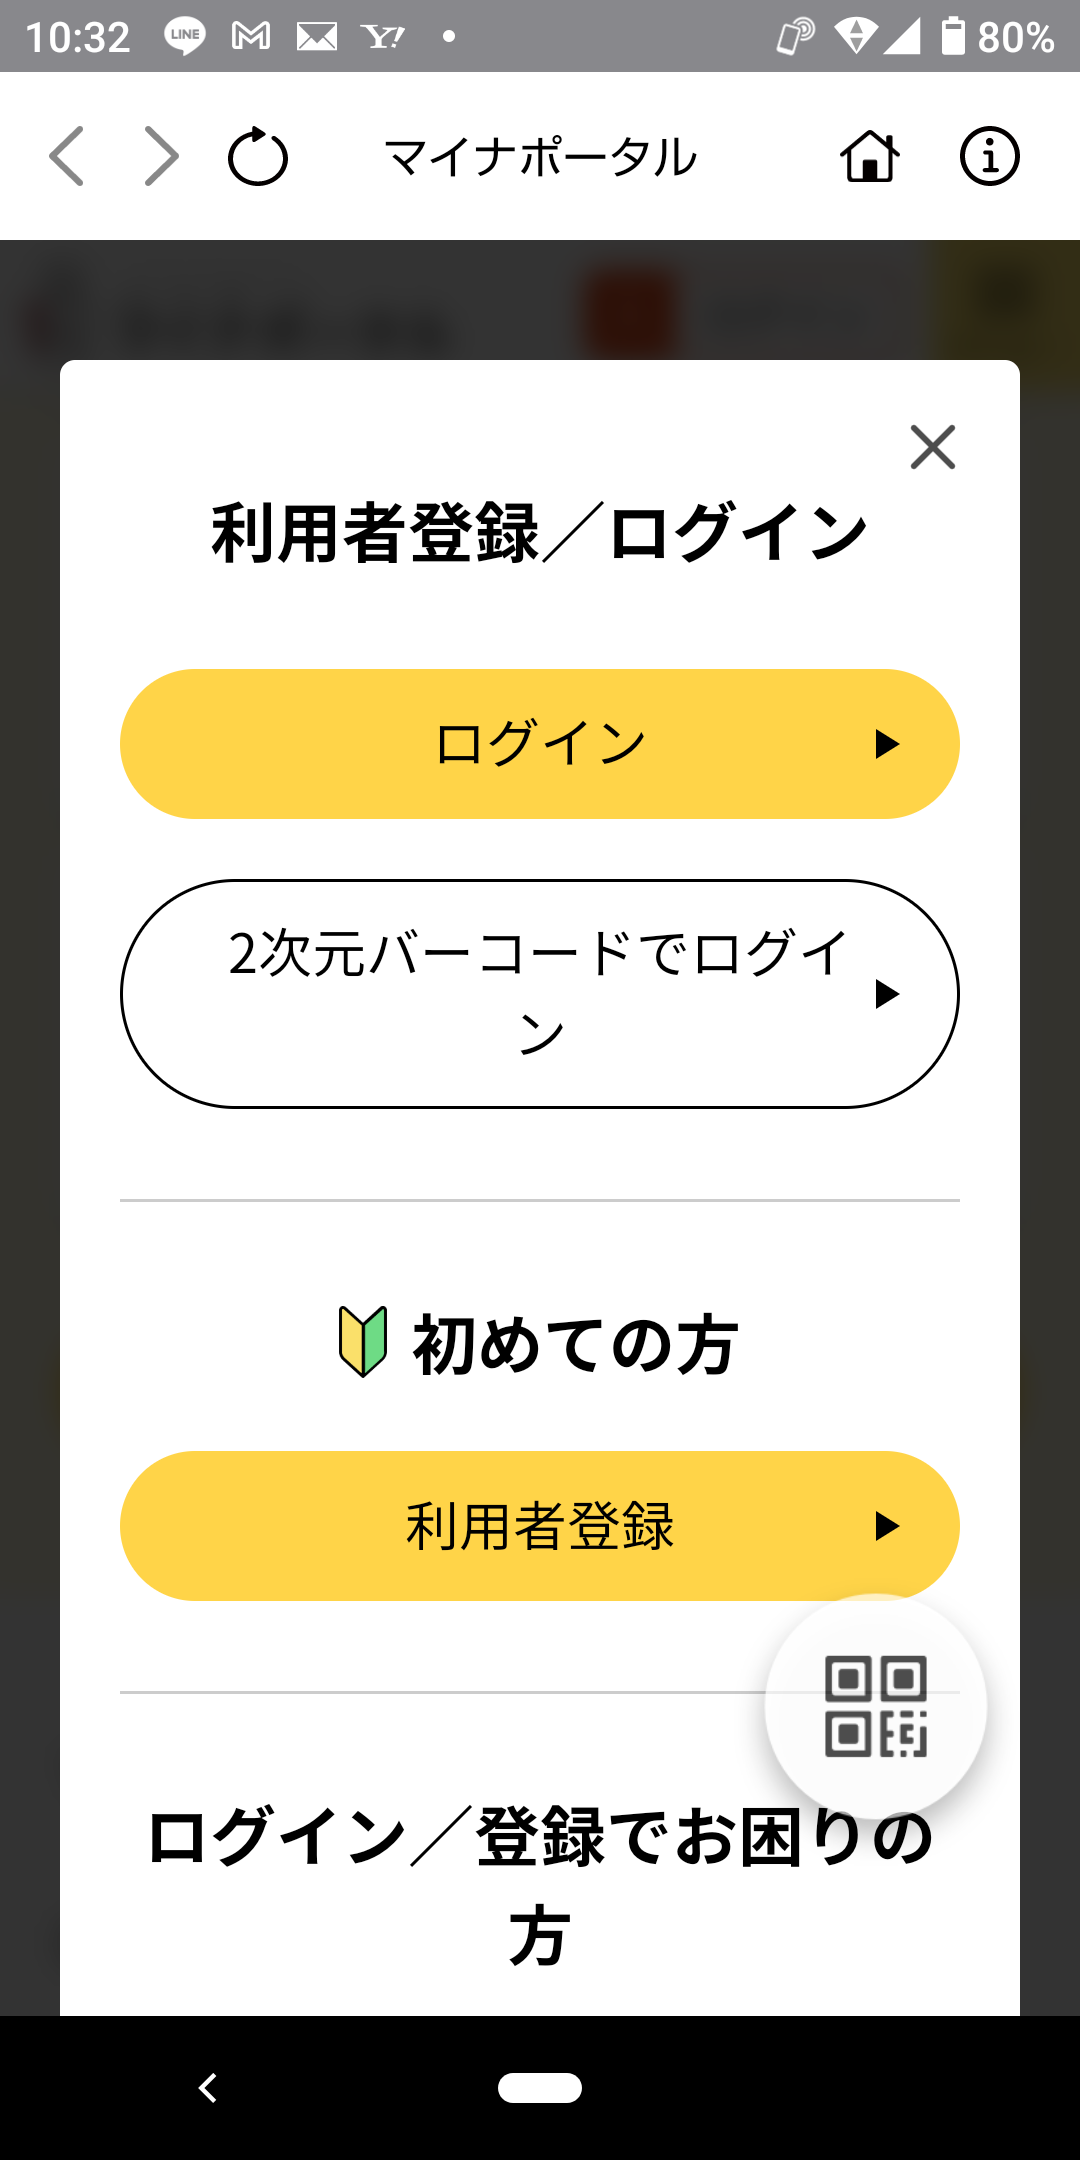 10:32 LINE Y! 80%
マイナポータル
利用者登録／ログイン
ログイン
2次元バーコードでログイ
ン
初めての方
利用者登録
ログイン／登録でお困りの
方